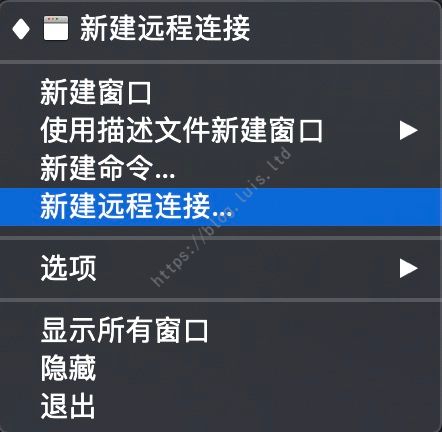 新建远程连接
新建窗口
使用描述文件新建窗口
新建命令...
新建远程连接...
选项
显示所有窗口
隐藏
退出
https://blog.luis.ltd